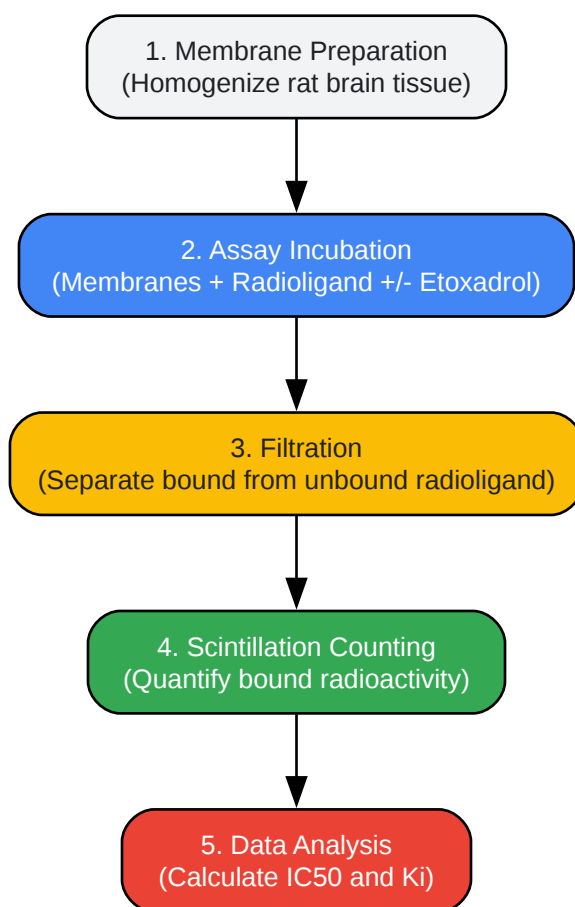 1. Membrane Preparation
(Homogenize rat brain tissue)
2. Assay Incubation
(Membranes + Radioligand +/- Etoxadrol)
3. Filtration
(Separate bound from unbound radioligand)
4. Scintillation Counting
(Quantify bound radioactivity)
5. Data Analysis
(Calculate IC50 and Ki)